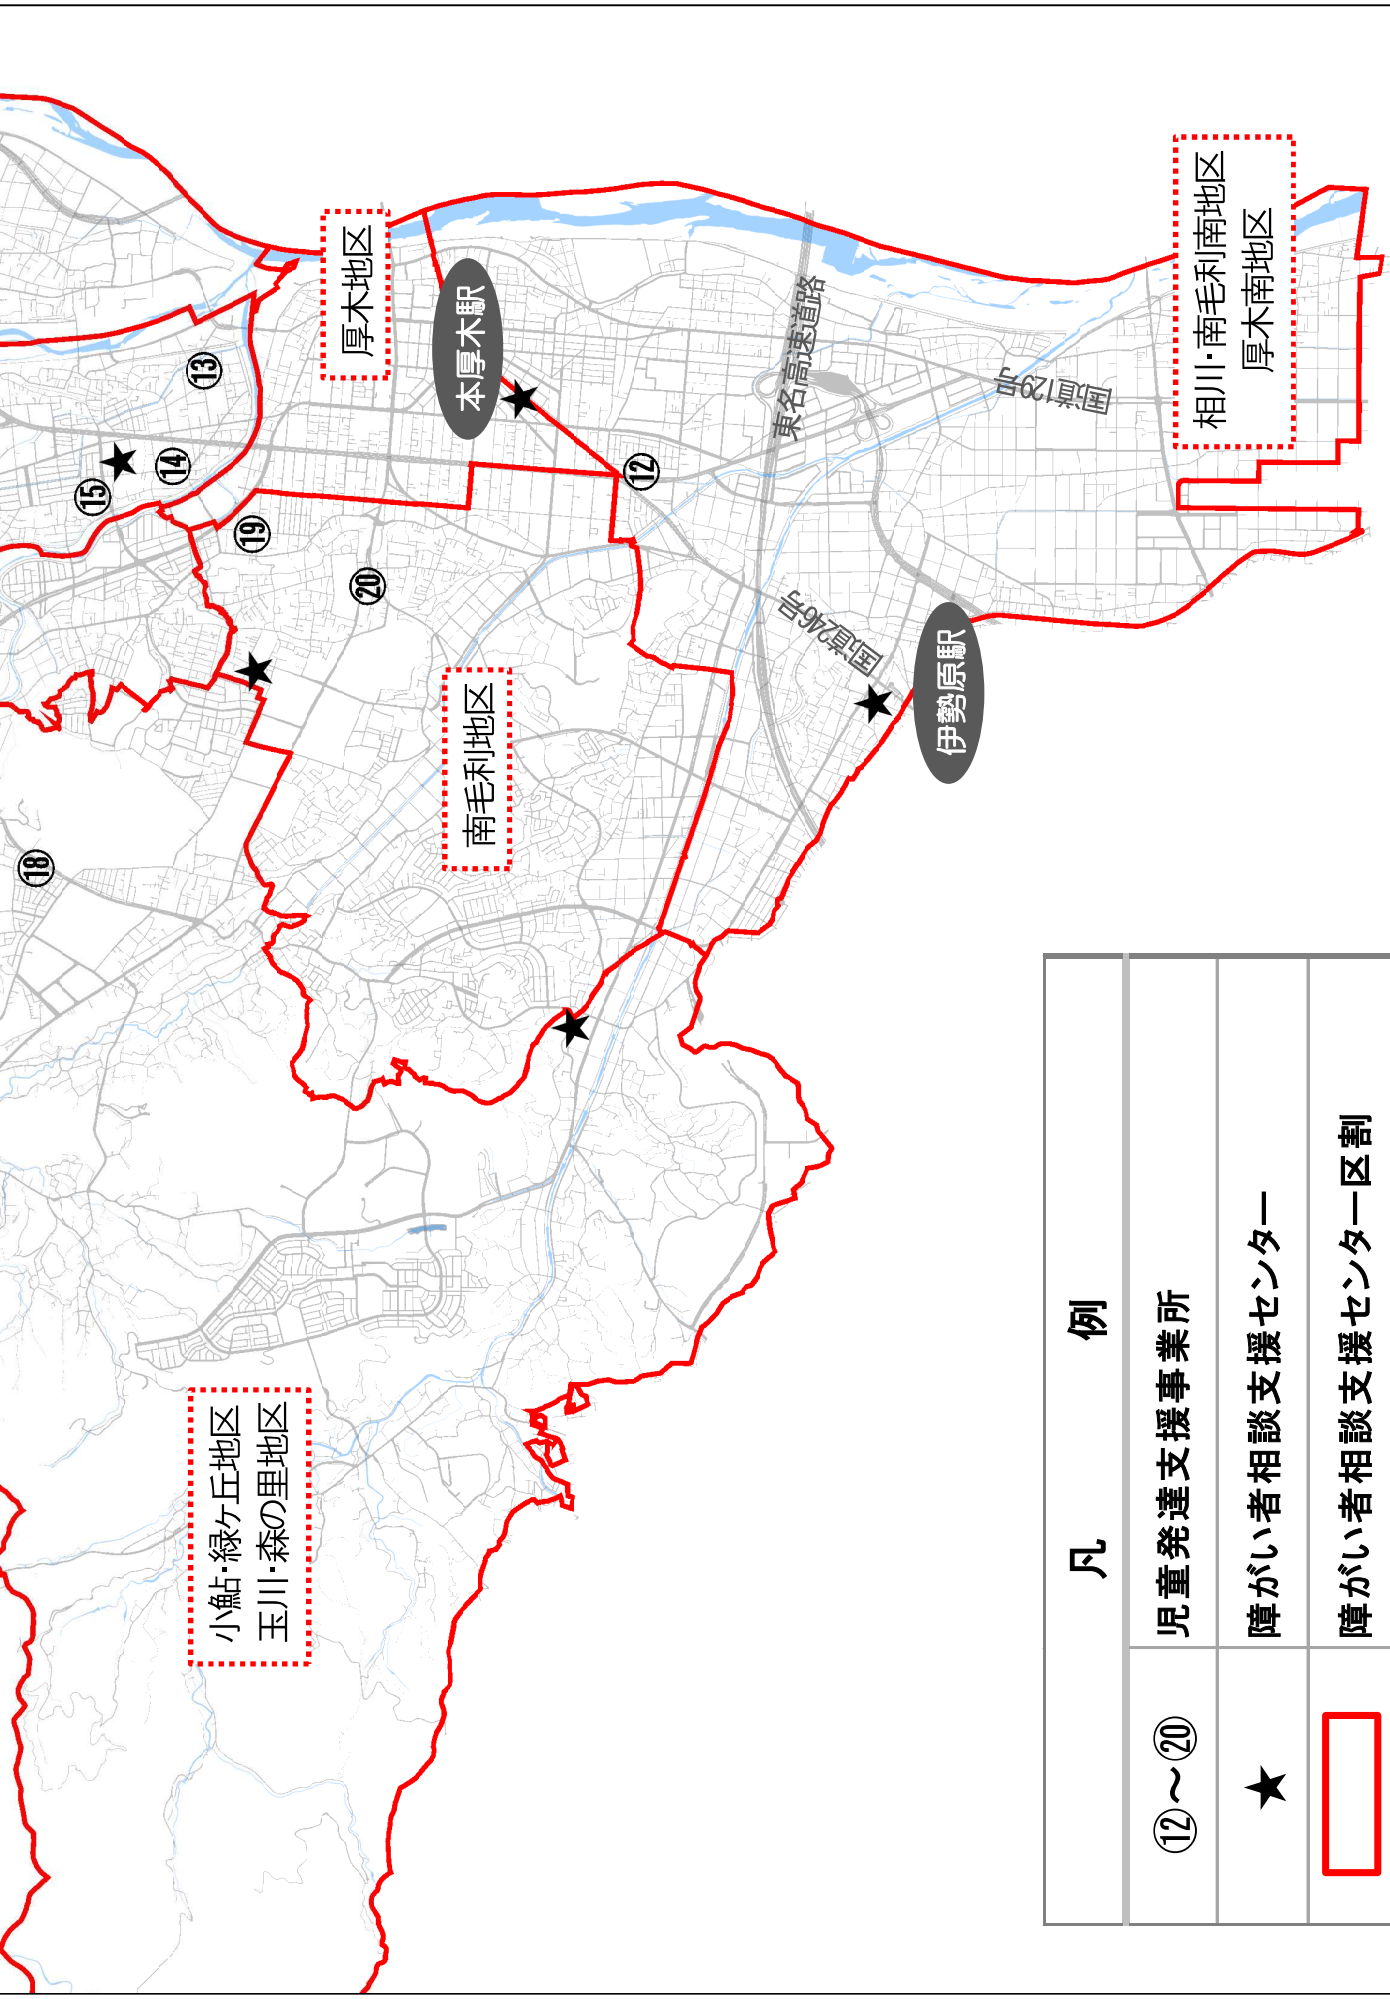 小鮎・緑ヶ丘地区
玉川・森の里地区
厚木地区
本厚木駅
南毛利地区
相川・南毛利南地区
厚木南地区
伊勢原駅
東名高速道路
国道129号
国道246号
⑬
⑭
⑮
⑲
⑳
⑱
⑫
凡例
⑫～⑳ 児童発達支援事業所
★ 障がい者相談支援センター
障がい者相談支援センター区割